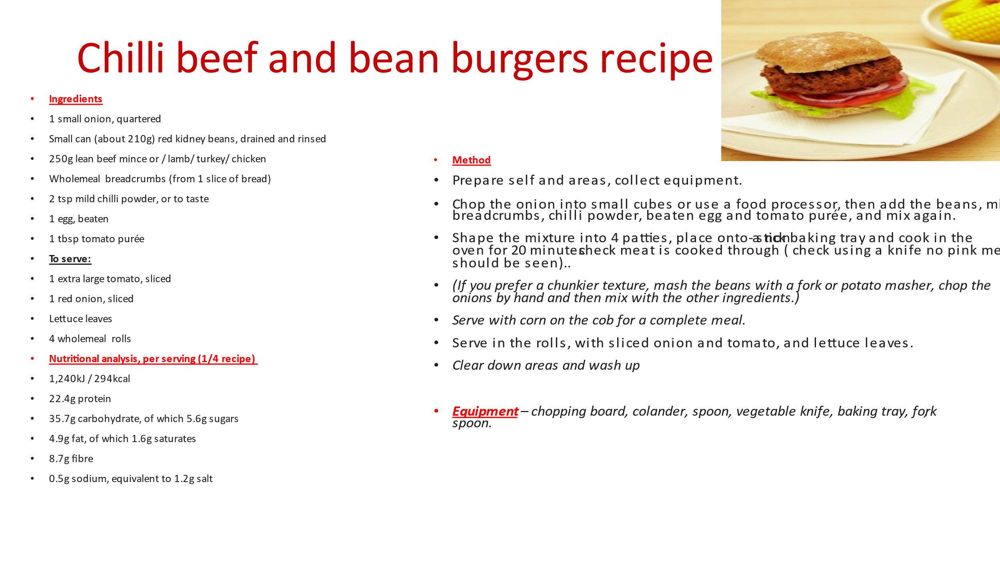 Chilli beef and bean burgers recipe
• Ingredients
• 1 small onion, quartered
• Small can (about 210g) red kidney beans, drained and rinsed
• 250g lean beef mince or / lamb/ turkey/ chicken
• Wholemeal breadcrumbs (from 1 slice of bread)
• 2 tsp mild chilli powder, or to taste
• 1 egg, beaten
• 1 tbsp tomato purée
• To serve:
• 1 extra large tomato, sliced
• 1 red onion, sliced
• Lettuce leaves
• 4 wholemeal rolls
• Nutritional analysis, per serving (1/4 recipe)
• 1,240kJ / 294kcal
• 22.4g protein
• 35.7g carbohydrate, of which 5.6g sugars
• 4.9g fat, of which 1.6g saturates
• 8.7g fibre
• 0.5g sodium, equivalent to 1.2g salt
• Method
• Prepare self and areas, collect equipment.
• Chop the onion into small cubes or use a food processor, then add the beans,
breadcrumbs, chilli powder, beaten egg and tomato purée, and mix again.
• Shape the mixture into 4 patties, place onto a non-stick baking tray and cook in the
oven for 20 minutes check meat is cooked through ( check using a knife no pink
should be seen)..
• (If you prefer a chunkier texture, mash the beans with a fork or potato masher, chop the
onions by hand and then mix with the other ingredients.)
• Serve with corn on the cob for a complete meal.
• Serve in the rolls, with sliced onion and tomato, and lettuce leaves.
• Clear down areas and wash up
• Equipment – chopping board, colander, spoon, vegetable knife, baking tray, fork,
spoon.